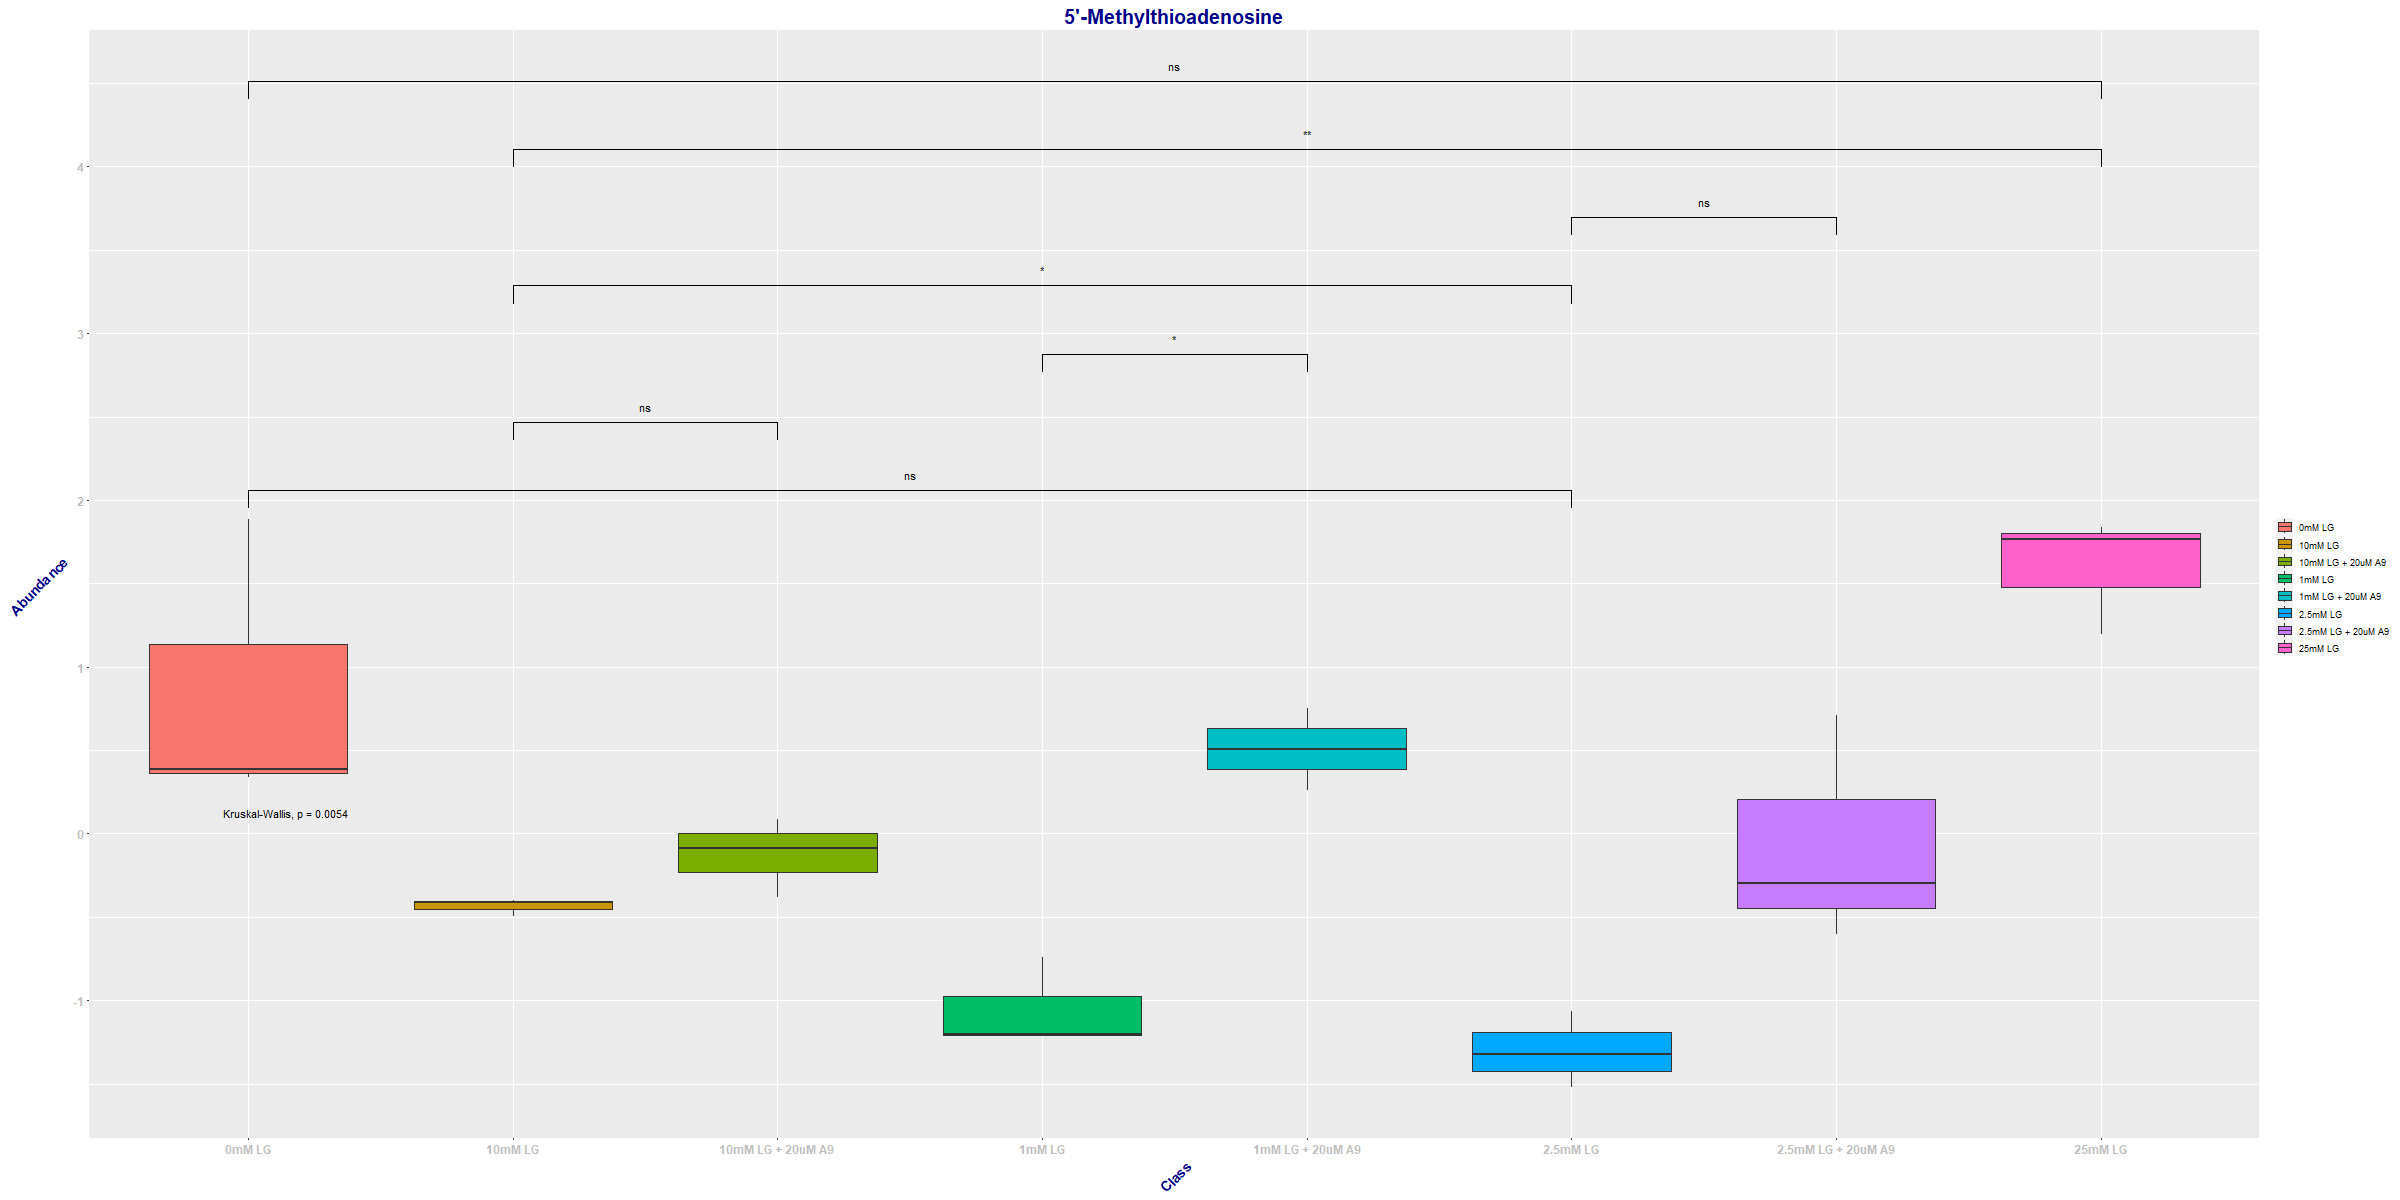 5'-Methylthioadenosine
ns
**
ns
*
*
ns
ns
4
3
2
1
0
-1
Abundance
Kruskal-Wallis, p = 0.0054
0mM LG
10mM LG
10mM LG + 20uM A9
1mM LG
1mM LG + 20uM A9
2.5mM LG
2.5mM LG + 20uM A9
25mM LG
Class
0mM LG
10mM LG
10mM LG + 20uM A9
1mM LG
1mM LG + 20uM A9
2.5mM LG
2.5mM LG + 20uM A9
25mM LG